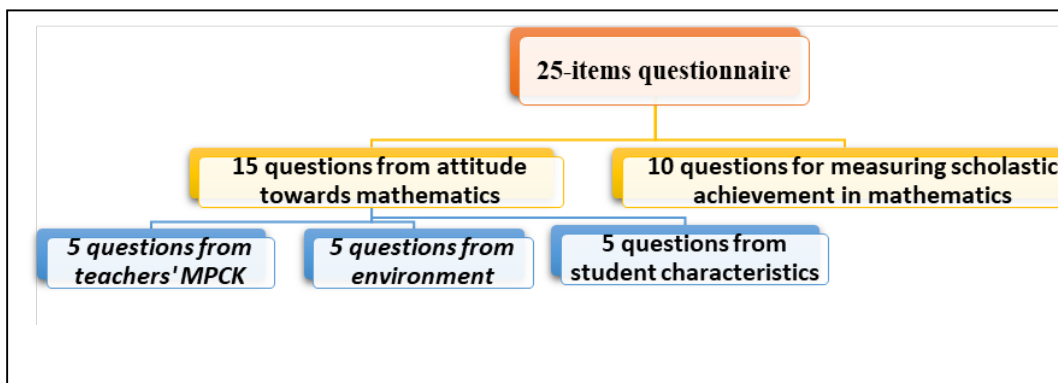 25-items questionnaire
15 questions from attitude
towards mathematics
10 questions for measuring scholastic
achievement in mathematics
5 questions from
teachers' MPCK
5 questions from
environment
5 questions from
student characteristics